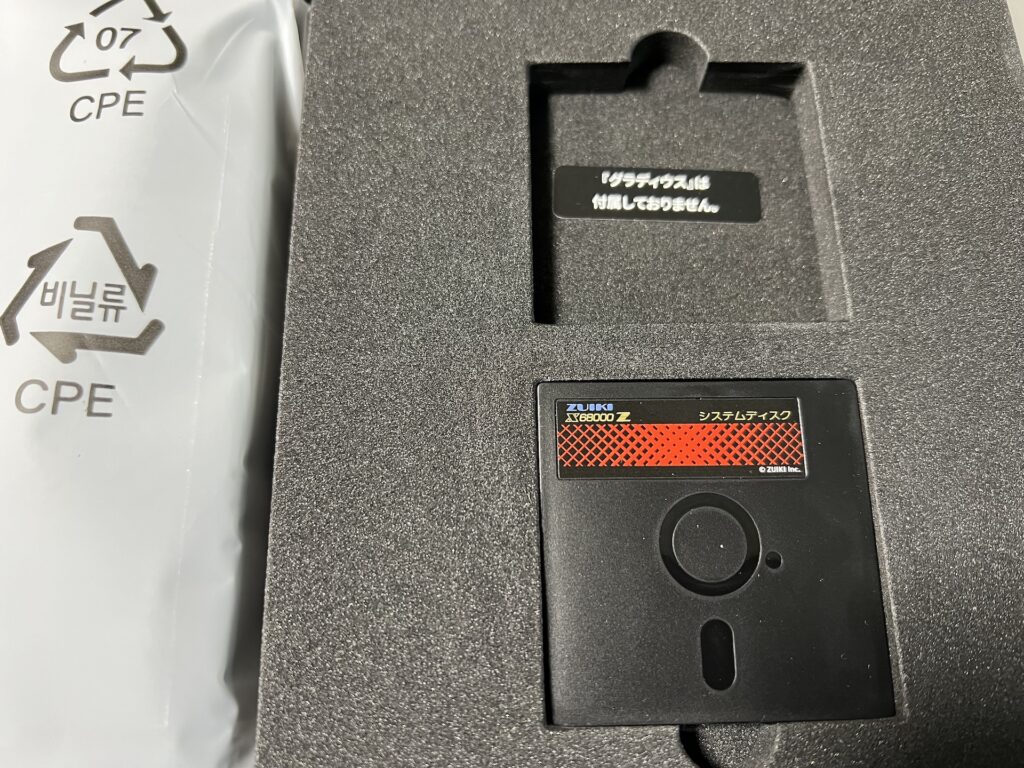 07
CPE
비닐류
CPE
『グラディウス』は
付属しておりません。
ZUIKI
X68000 Z
システムディスク
© ZUIKI Inc.